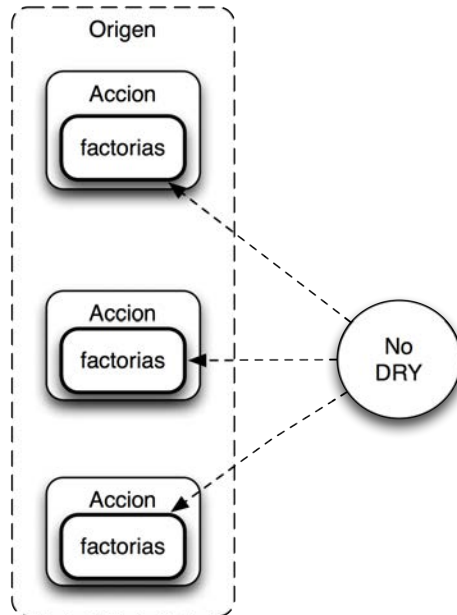 Origen
Accion
factorias
Accion
factorias
No
DRY
Accion
factorias